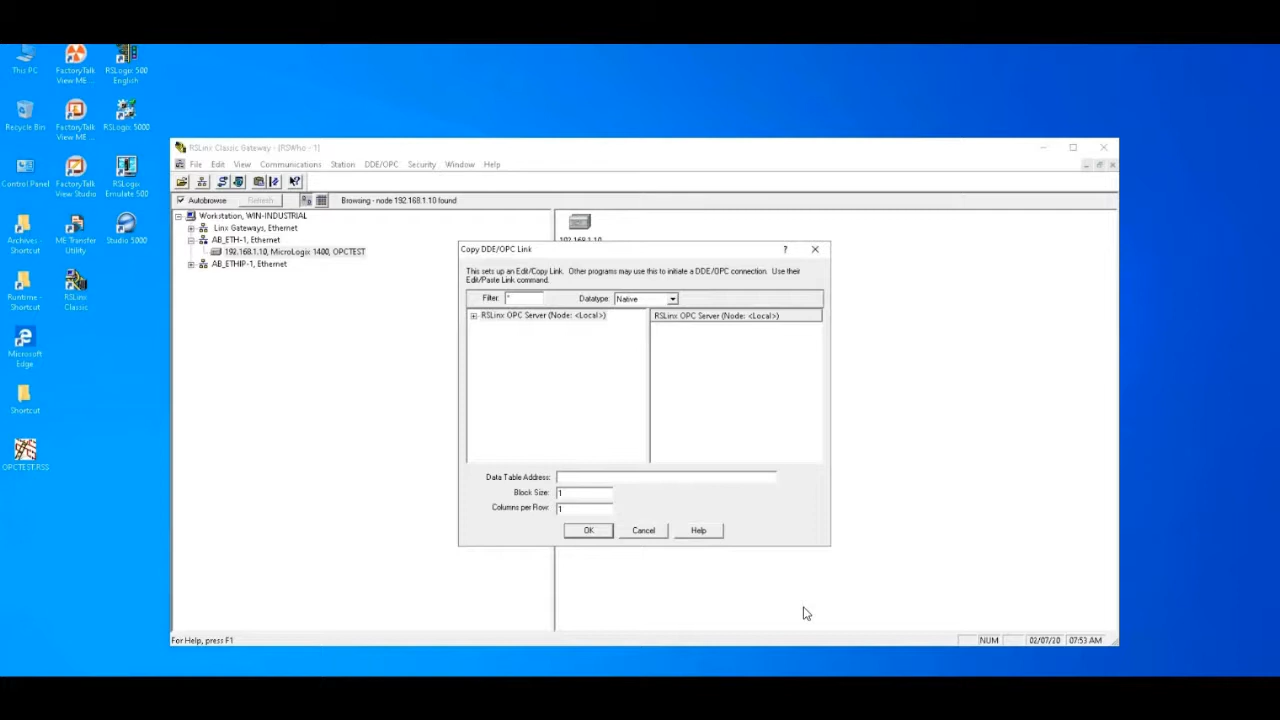 This PC
FactoryTalk View ME ...
RSLogix 500 English
Recycle Bin
FactoryTalk View ME ...
RSLogix 5000
Control Panel
FactoryTalk View Studio
RSLogix Emulate 500
Archives - Shortcut
ME Transfer Utility
Studio 5000
Runtime - Shortcut
RSLinx Classic
Microsoft Edge
Shortcut
OPCTEST.RSS
RSLinx Classic Gateway - [RSWho - 1]
File Edit View Communications Station DDE/OPC Security Window Help
Autobrowse Refresh Browsing - node 192.168.1.10 found
Workstation, WIN-INDUSTRIAL
Linx Gateways, Ethernet
AB_ETH-1, Ethernet
192.168.1.10, MicroLogix 1400, OPCTEST
AB_ETHIP-1, Ethernet
192.168.1.10
Copy DDE/OPC Link
?
This sets up an Edit/Copy Link. Other programs may use this to initiate a DDE/OPC connection. Use their
Edit/Paste Link command.
Filter: * Datatype: Native
RSLinx OPC Server (Node: <Local>)
RSLinx OPC Server (Node: <Local>)
Data Table Address:
Block Size: 1
Columns per Row: 1
OK Cancel Help
For Help, press F1
NUM 02/07/20 07:53 AM